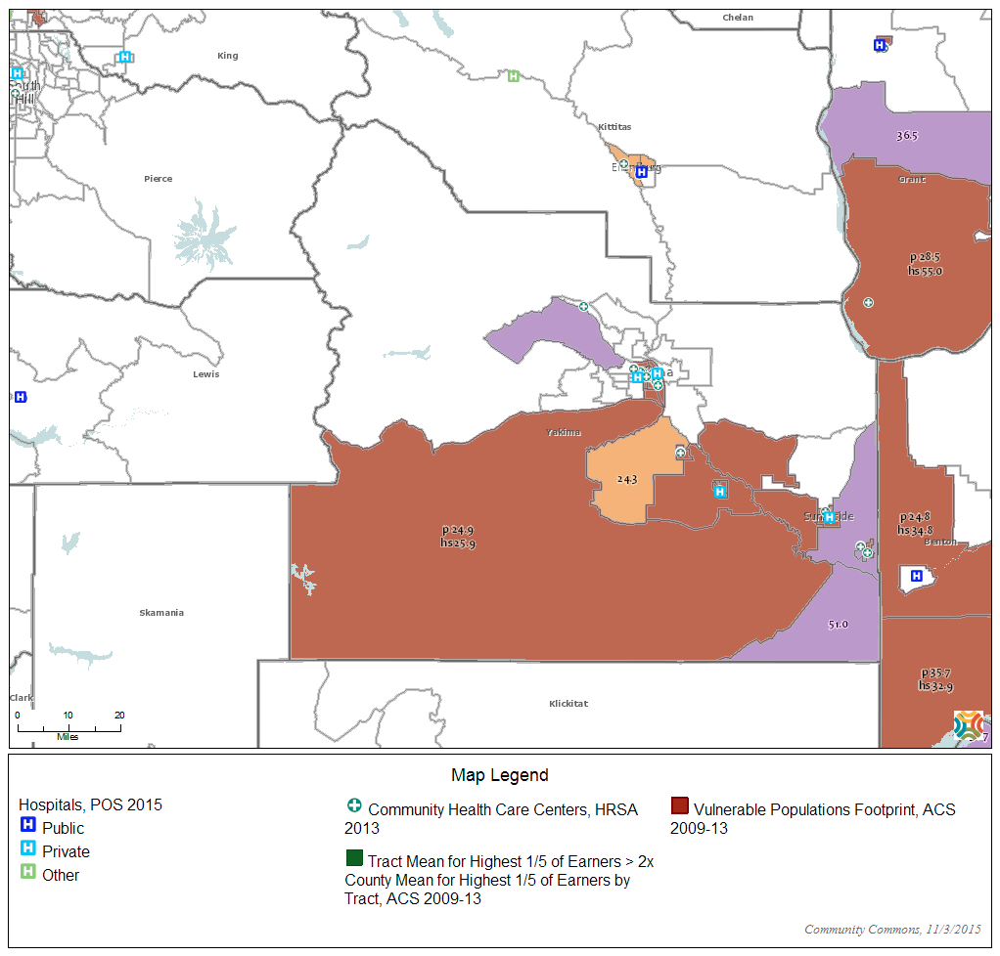 Chelan
King
South
Hill
Kittitas
36.5
Pierce
Grant
p 28.5
hs 55.0
Lewis
Yakima
24.3
Sunnyside
p 24.8
hs 34.8
p 24.9
hs 25.9
Benton
Skamania
51.0
p 35.7
hs 32.9
Clark
Klickitat
0 10 20
Miles
7
Map Legend
Hospitals, POS 2015
Public
Private
Other
Community Health Care Centers, HRSA
2013
Tract Mean for Highest 1/5 of Earners > 2x
County Mean for Highest 1/5 of Earners by
Tract, ACS 2009-13
Vulnerable Populations Footprint, ACS
2009-13
Community Commons, 11/3/2015